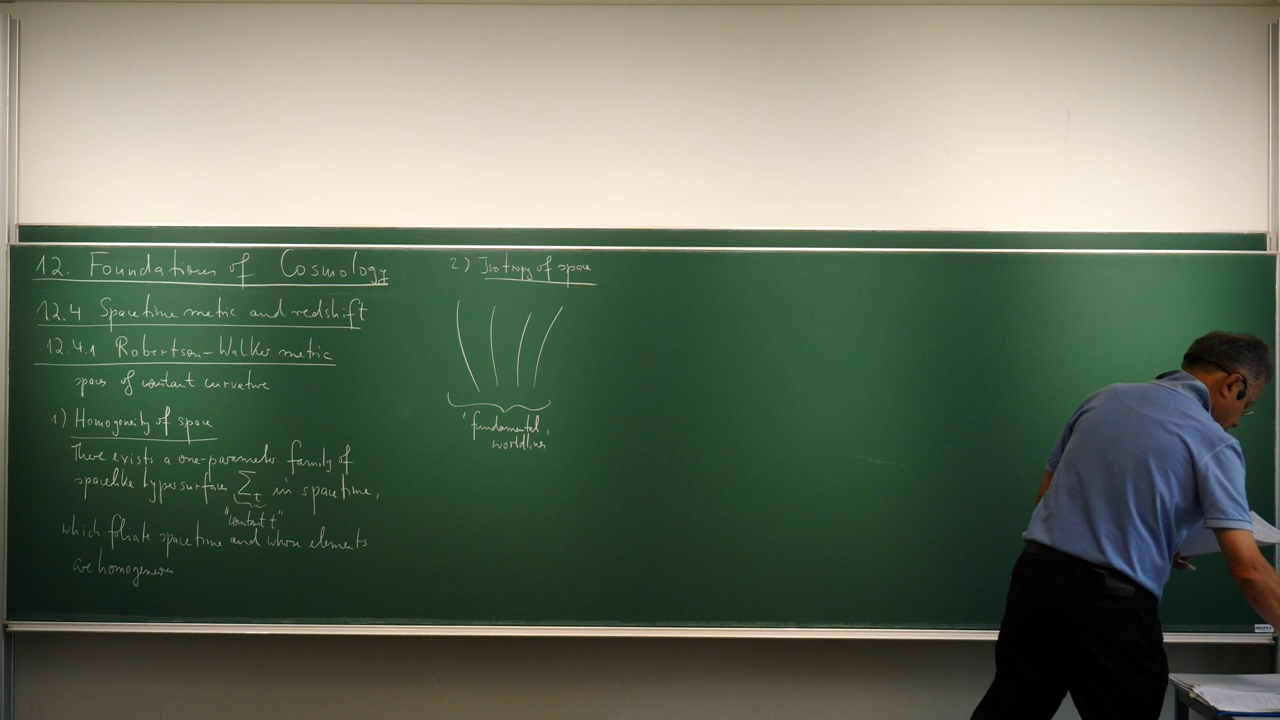 12. Foundations of Cosmology
12.4 Spacetime metric and redshift
12.4.1 Robertson-Walker metric
spaces of constant curvature
1) Homogeneity of space
There exists a one-parameter family of
spacelike hypersurfaces Σ_t in spacetime,
"constant t"
which foliate spacetime and whose elements
are homogeneous
2) Isotropy of space
"fundamental"
worldlines